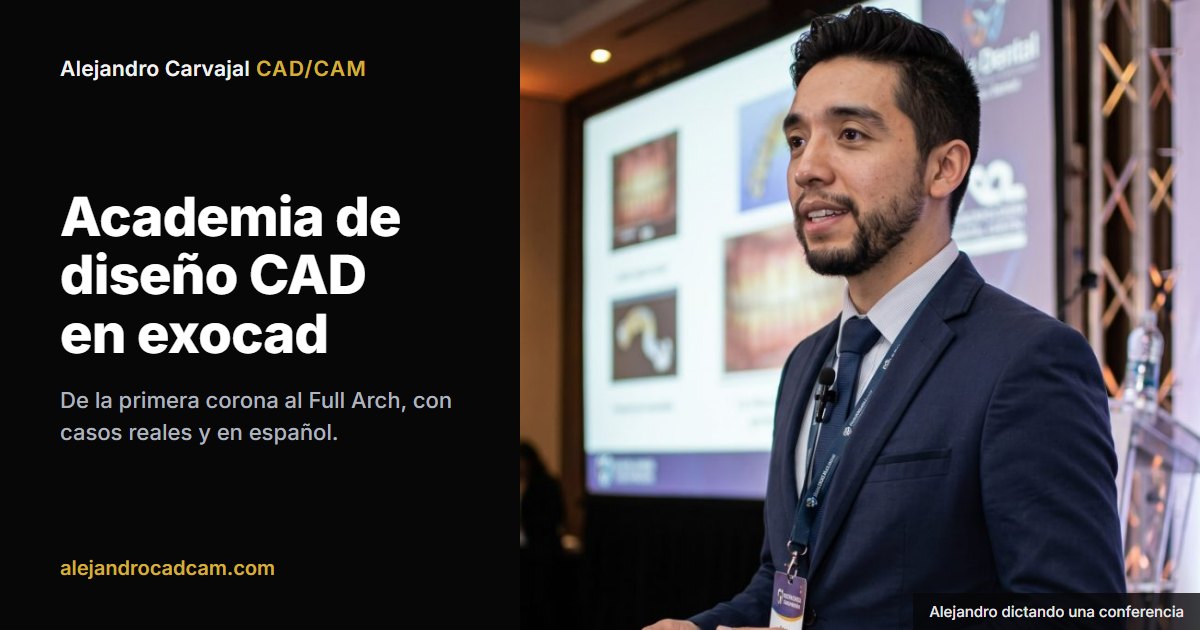 Alejandro Carvajal CAD/CAM
Academia de
diseño CAD
en exocad
De la primera corona al Full Arch, con
casos reales y en español.
alejandrocadcam.com
Dental
Alejandro dictando una conferencia